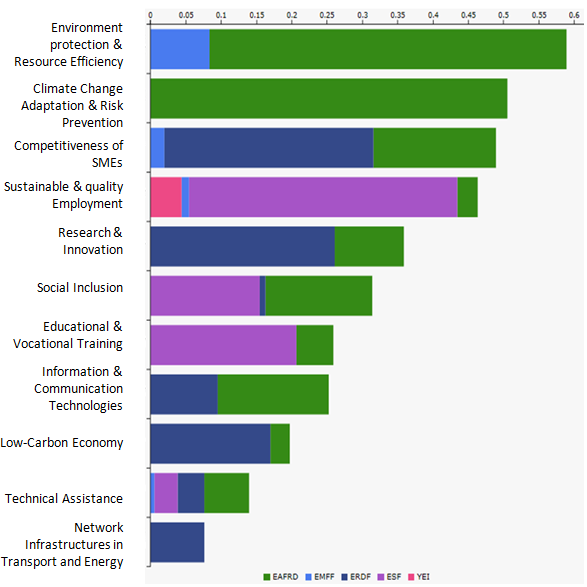 0 0.05 0.1 0.15 0.2 0.25 0.3 0.35 0.4 0.45 0.5 0.55 0.6
Environment
protection &
Resource Efficiency
Climate Change
Adaptation & Risk
Prevention
Competitiveness of
SMEs
Sustainable & quality
Employment
Research &
Innovation
Social Inclusion
Educational &
Vocational Training
Information &
Communication
Technologies
Low-Carbon Economy
Technical Assistance
Network
Infrastructures in
Transport and Energy
EAFRD EMFF ERDF ESF YEI